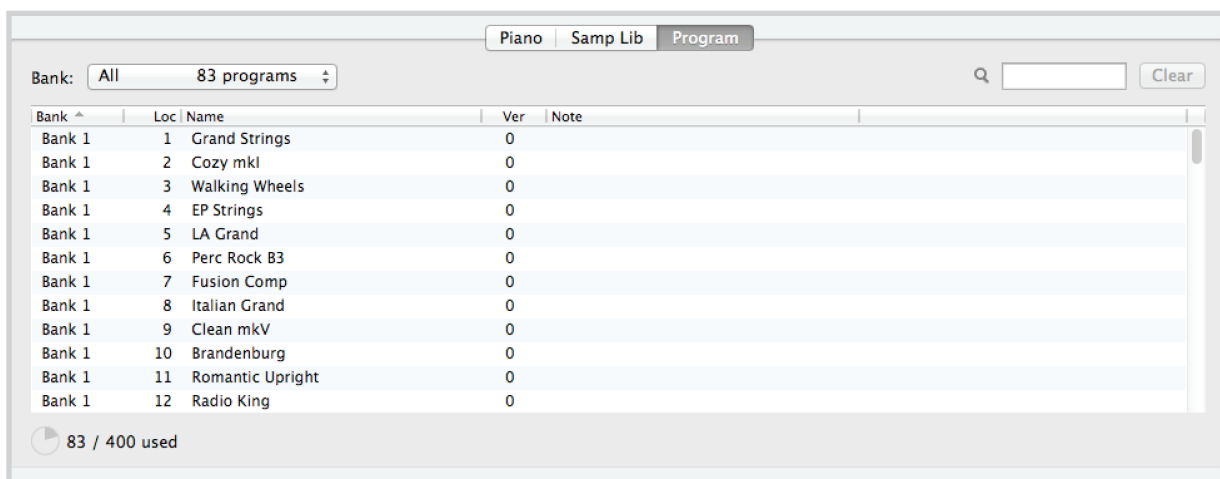 Piano Samp Lib Program
Bank: All 83 programs Clear
Bank Loc Name Ver Note
Bank 1 1 Grand Strings 0
Bank 1 2 Cozy mkI 0
Bank 1 3 Walking Wheels 0
Bank 1 4 EP Strings 0
Bank 1 5 LA Grand 0
Bank 1 6 Perc Rock B3 0
Bank 1 7 Fusion Comp 0
Bank 1 8 Italian Grand 0
Bank 1 9 Clean mkV 0
Bank 1 10 Brandenburg 0
Bank 1 11 Romantic Upright 0
Bank 1 12 Radio King 0
83 / 400 used